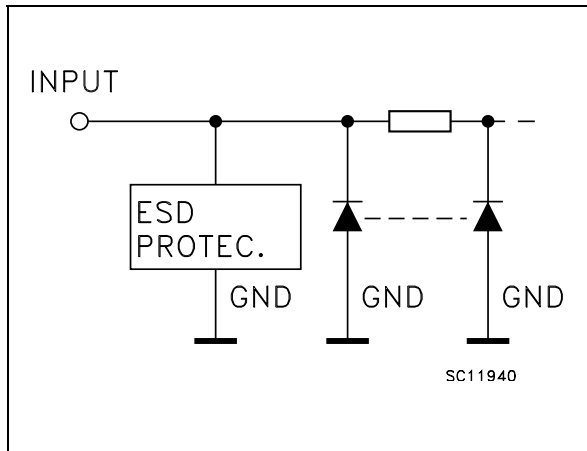 INPUT
ESD
PROTEC.
GND GND GND
SC11940